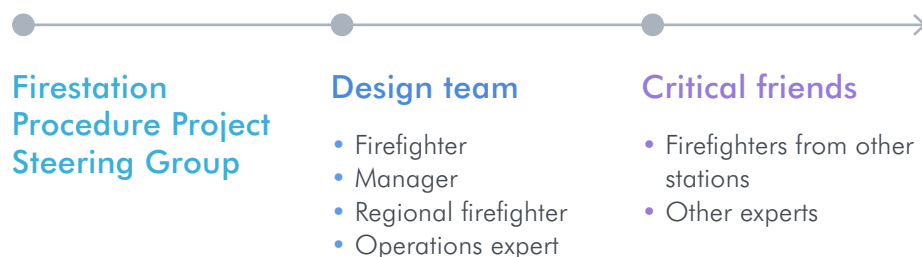 Firestation
Procedure Project
Steering Group
Design team
• Firefighter
• Manager
• Regional firefighter
• Operations expert
Critical friends
• Firefighters from other
stations
• Other experts